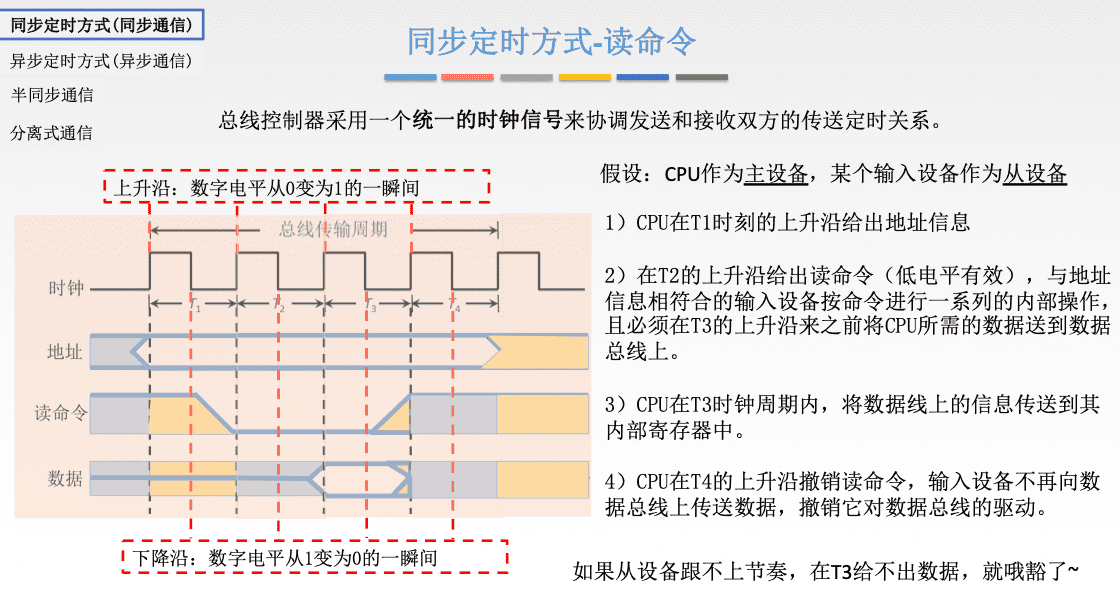 同步定时方式(同步通信)
异步定时方式(异步通信)
半同步通信
分离式通信
同步定时方式-读命令
总线控制器采用一个统一的时钟信号来协调发送和接收双方的传送定时关系。
上升沿：数字电平从0变为1的一瞬间
总线传输周期
时钟
T1 T2 T3 T4
地址
读命令
数据
下降沿：数字电平从1变为0的一瞬间
假设：CPU作为主设备，某个输入设备作为从设备
1）CPU在T1时刻的上升沿给出地址信息
2）在T2的上升沿给出读命令（低电平有效），与地址
信息相符合的输入设备按命令进行一系列的内部操作，
且必须在T3的上升沿来之前将CPU所需的数据送到数据
总线上。
3）CPU在T3时钟周期内，将数据线上的信息传送到其
内部寄存器中。
4）CPU在T4的上升沿撤销读命令，输入设备不再向数
据总线上传送数据，撤销它对数据总线的驱动。
如果从设备跟不上节奏，在T3给不出数据，就哦豁了~